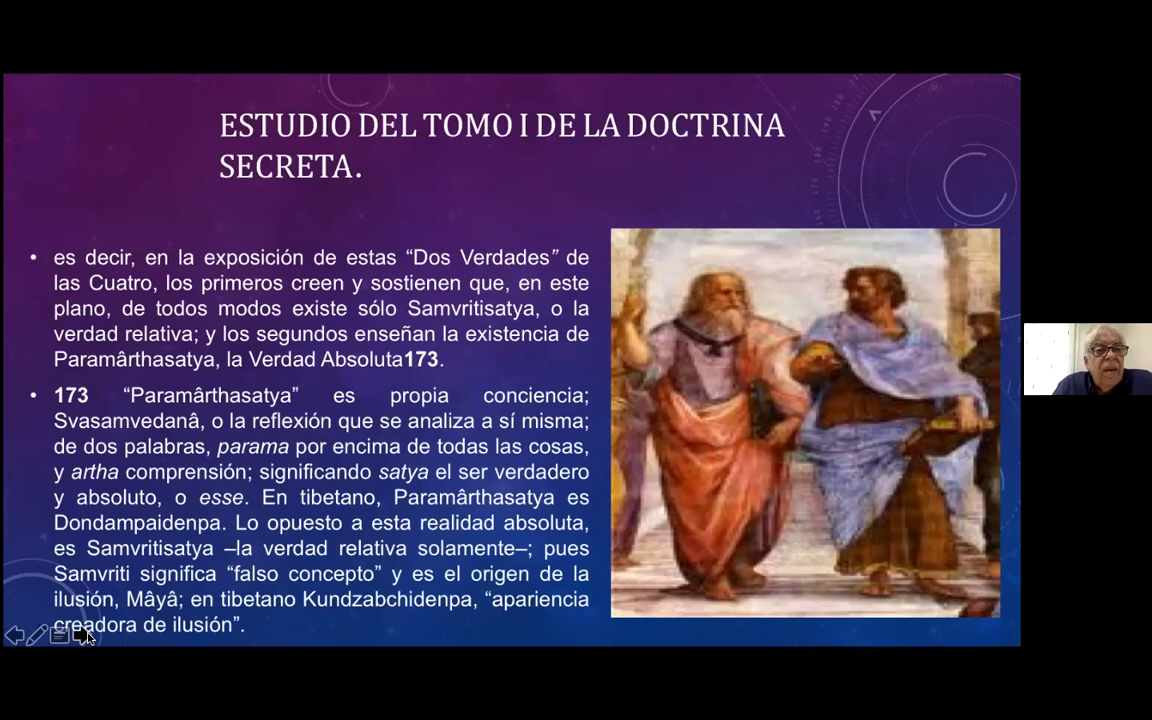 ESTUDIO DEL TOMO I DE LA DOCTRINA
SECRETA.
• es decir, en la exposición de estas “Dos Verdades” de
las Cuatro, los primeros creen y sostienen que, en este
plano, de todos modos existe sólo Samvritisatya, o la
verdad relativa; y los segundos enseñan la existencia de
Paramârthasatya, la Verdad Absoluta173.
• 173 “Paramârthasatya” es propia conciencia;
Svasamvedanâ, o la reflexión que se analiza a sí misma;
de dos palabras, parama por encima de todas las cosas,
y artha comprensión; significando satya el ser verdadero
y absoluto, o esse. En tibetano, Paramârthasatya es
Dondampaidenpa. Lo opuesto a esta realidad absoluta,
es Samvritisatya –la verdad relativa solamente–; pues
Samvriti significa “falso concepto” y es el origen de la
ilusión, Mâyâ; en tibetano Kundzabchidenpa, “apariencia
creadora de ilusión”.